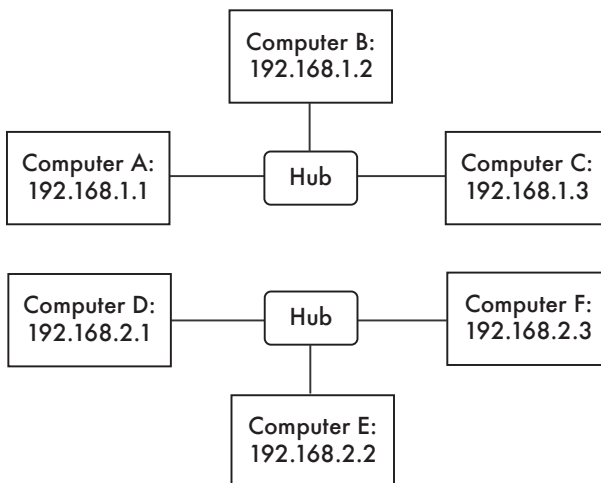 Computer B:
192.168.1.2
Computer A:
192.168.1.1
Hub
Computer C:
192.168.1.3
Computer D:
192.168.2.1
Hub
Computer F:
192.168.2.3
Computer E:
192.168.2.2